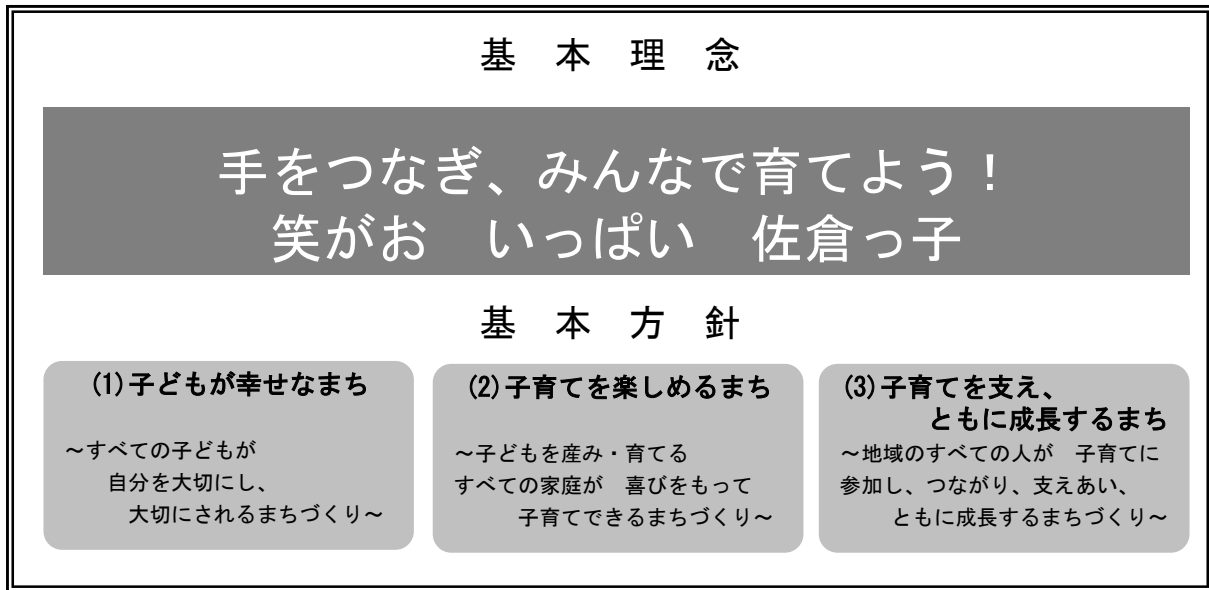 基　本　理　念
手をつなぎ、みんなで育てよう！
笑がお　いっぱい　佐倉っ子
基　本　方　針
(1)子どもが幸せなまち
～すべての子どもが
自分を大切にし、
大切にされるまちづくり～
(2)子育てを楽しめるまち
～子どもを産み・育てる
すべての家庭が　喜びをもって
子育てできるまちづくり～
(3)子育てを支え、
ともに成長するまち
～地域のすべての人が　子育てに
参加し、つながり、支えあい、
ともに成長するまちづくり～